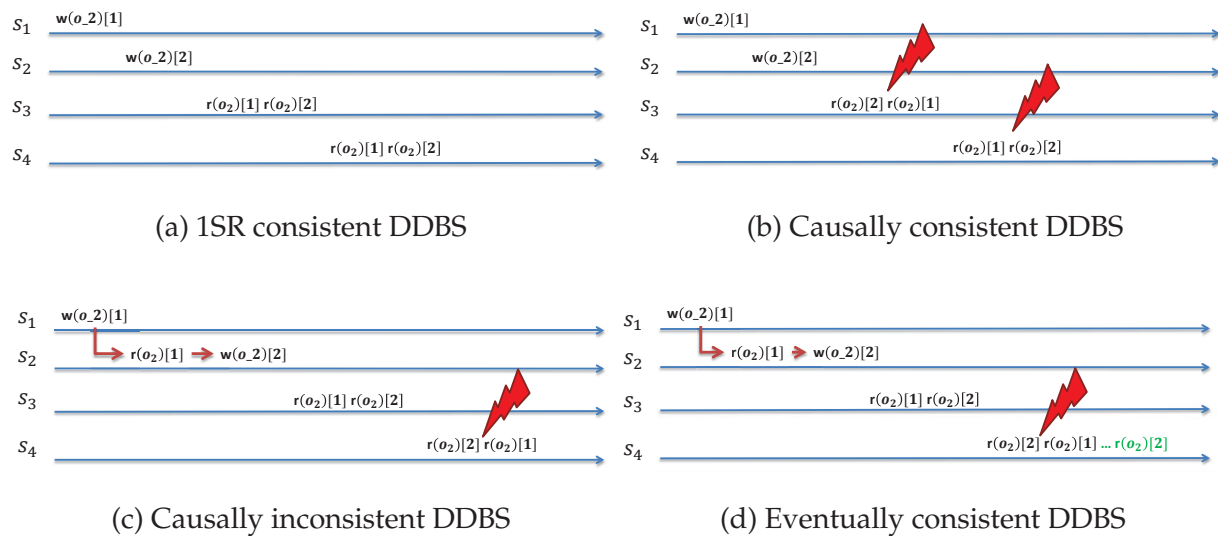 s₁ w(o_2)[1]
s₂ w(o_2)[2]
s₃ r(o₂)[1] r(o₂)[2]
s₄ r(o₂)[1] r(o₂)[2]
(a) 1SR consistent DDBS
s₁ w(o_2)[1]
s₂ w(o_2)[2]
s₃ r(o₂)[2] r(o₂)[1]
s₄ r(o₂)[1] r(o₂)[2]
(b) Causally consistent DDBS
s₁ w(o_2)[1]
s₂ r(o₂)[1] w(o_2)[2]
s₃ r(o₂)[1] r(o₂)[2]
s₄ r(o₂)[2] r(o₂)[1]
(c) Causally inconsistent DDBS
s₁ w(o_2)[1]
s₂ r(o₂)[1] w(o_2)[2]
s₃ r(o₂)[1] r(o₂)[2]
s₄ r(o₂)[2] r(o₂)[1] ... r(o₂)[2]
(d) Eventually consistent DDBS